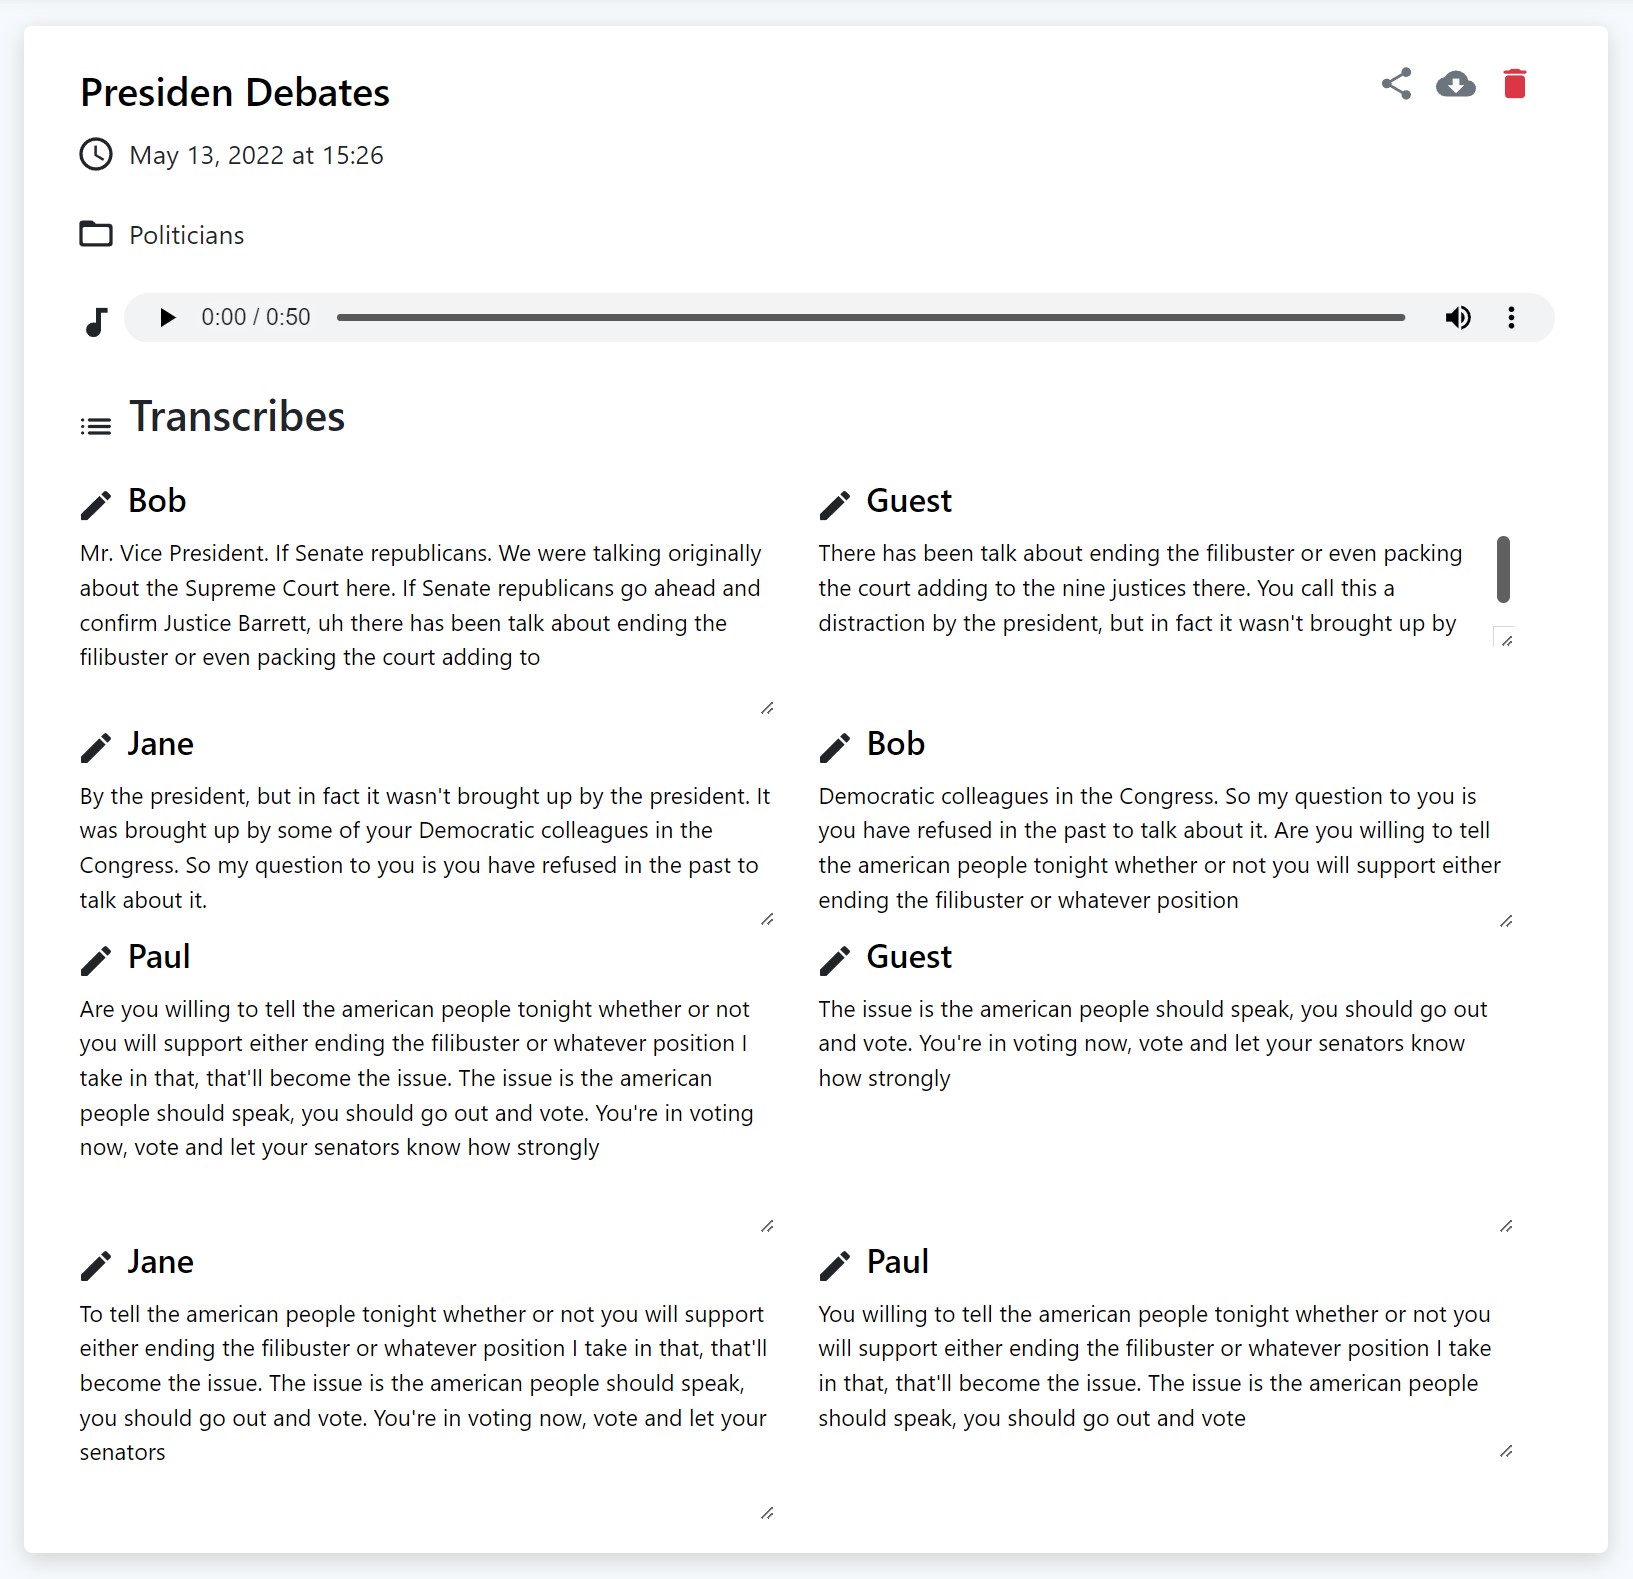 Presiden Debates
May 13, 2022 at 15:26
Politicians
0:00 / 0:50
Transcribes
Bob
Mr. Vice President. If Senate republicans. We were talking originally
about the Supreme Court here. If Senate republicans go ahead and
confirm Justice Barrett, uh there has been talk about ending the
filibuster or even packing the court adding to
Guest
There has been talk about ending the filibuster or even packing
the court adding to the nine justices there. You call this a
distraction by the president, but in fact it wasn't brought up by
Jane
By the president, but in fact it wasn't brought up by the president. It
was brought up by some of your Democratic colleagues in the
Congress. So my question to you is you have refused in the past to
talk about it.
Bob
Democratic colleagues in the Congress. So my question to you is
you have refused in the past to talk about it. Are you willing to tell
the american people tonight whether or not you will support either
ending the filibuster or whatever position
Paul
Are you willing to tell the american people tonight whether or not
you will support either ending the filibuster or whatever position I
take in that, that'll become the issue. The issue is the american
people should speak, you should go out and vote. You're in voting
now, vote and let your senators know how strongly
Guest
The issue is the american people should speak, you should go out
and vote. You're in voting now, vote and let your senators know
how strongly
Jane
To tell the american people tonight whether or not you will support
either ending the filibuster or whatever position I take in that, that'll
become the issue. The issue is the american people should speak,
you should go out and vote. You're in voting now, vote and let your
senators
Paul
You willing to tell the american people tonight whether or not you
will support either ending the filibuster or whatever position I take
in that, that'll become the issue. The issue is the american people
should speak, you should go out and vote